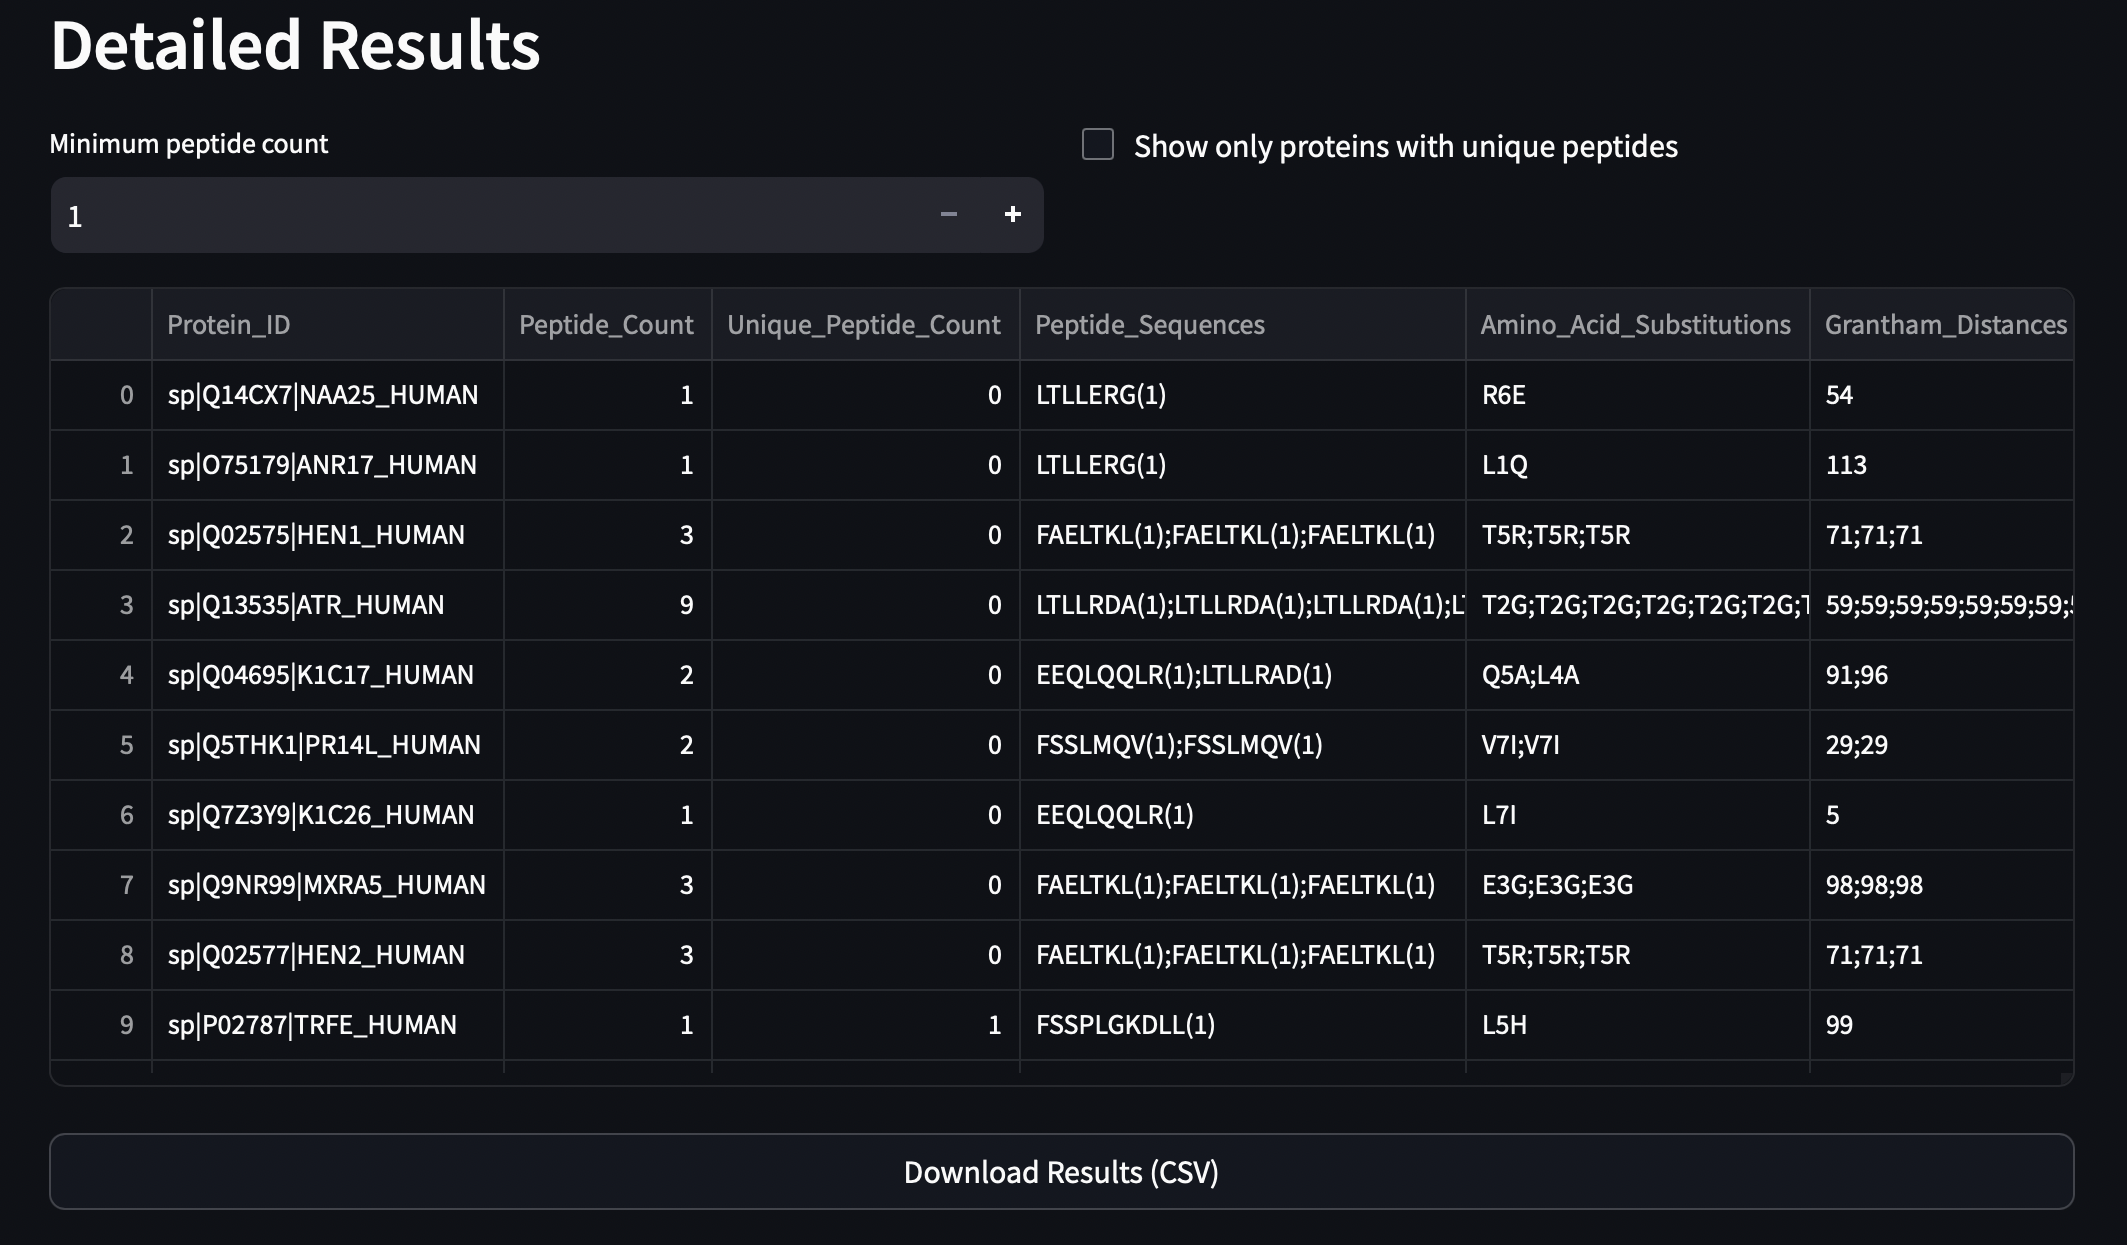 Detailed Results
Minimum peptide count
Show only proteins with unique peptides
1 − +
Protein_ID Peptide_Count Unique_Peptide_Count Peptide_Sequences Amino_Acid_Substitutions Grantham_Distances
0 sp|Q14CX7|NAA25_HUMAN 1 0 LTLLERG(1) R6E 54
1 sp|O75179|ANR17_HUMAN 1 0 LTLLERG(1) L1Q 113
2 sp|Q02575|HEN1_HUMAN 3 0 FAELTKL(1);FAELTKL(1);FAELTKL(1) T5R;T5R;T5R 71;71;71
3 sp|Q13535|ATR_HUMAN 9 0 LTLLRDA(1);LTLLRDA(1);LTLLRDA(1);L T2G;T2G;T2G;T2G;T2G;T2G; 59;59;59;59;59;59;59;
4 sp|Q04695|K1C17_HUMAN 2 0 EEQLQQLR(1);LTLLRAD(1) Q5A;L4A 91;96
5 sp|Q5THK1|PR14L_HUMAN 2 0 FSSLMQV(1);FSSLMQV(1) V7I;V7I 29;29
6 sp|Q7Z3Y9|K1C26_HUMAN 1 0 EEQLQQLR(1) L7I 5
7 sp|Q9NR99|MXRA5_HUMAN 3 0 FAELTKL(1);FAELTKL(1);FAELTKL(1) E3G;E3G;E3G 98;98;98
8 sp|Q02577|HEN2_HUMAN 3 0 FAELTKL(1);FAELTKL(1);FAELTKL(1) T5R;T5R;T5R 71;71;71
9 sp|P02787|TRFE_HUMAN 1 1 FSSPLGKDLL(1) L5H 99
Download Results (CSV)